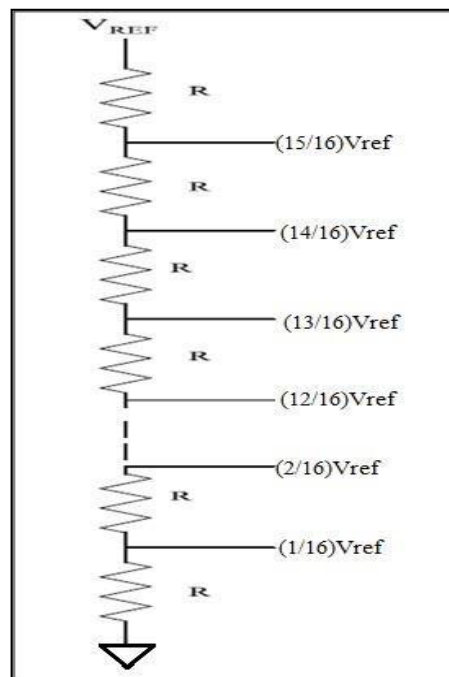 VREF
R
(15/16)Vref
R
(14/16)Vref
R
(13/16)Vref
R
(12/16)Vref
(2/16)Vref
R
(1/16)Vref
R